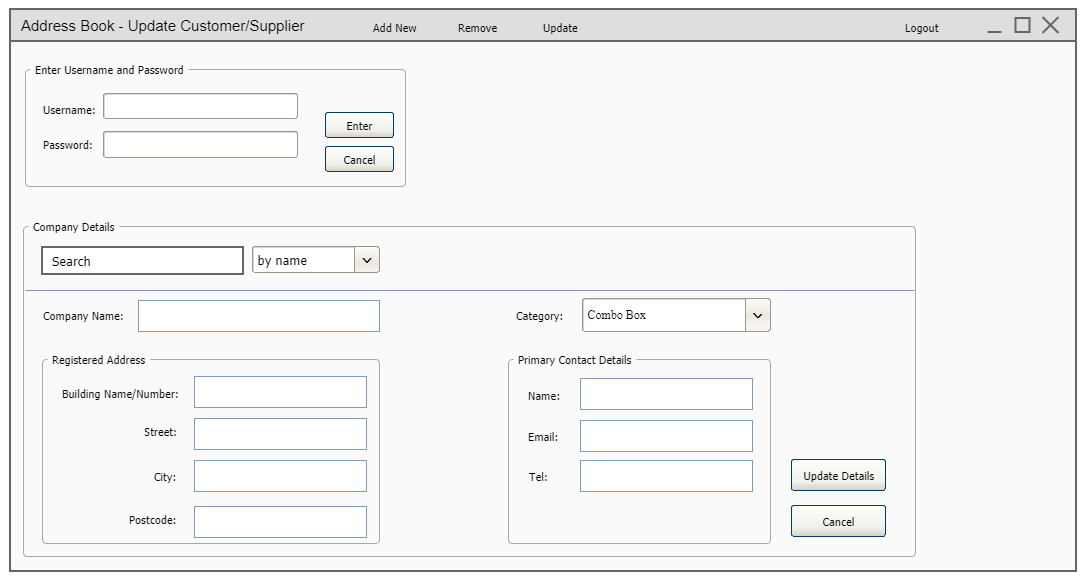 Address Book - Update Customer/Supplier Add New Remove Update Logout
Enter Username and Password
Username:
Enter
Password:
Cancel
Company Details
Search by name
Company Name: Category: Combo Box
Registered Address Primary Contact Details
Building Name/Number: Name:
Street: Email:
City: Tel: Update Details
Postcode: Cancel